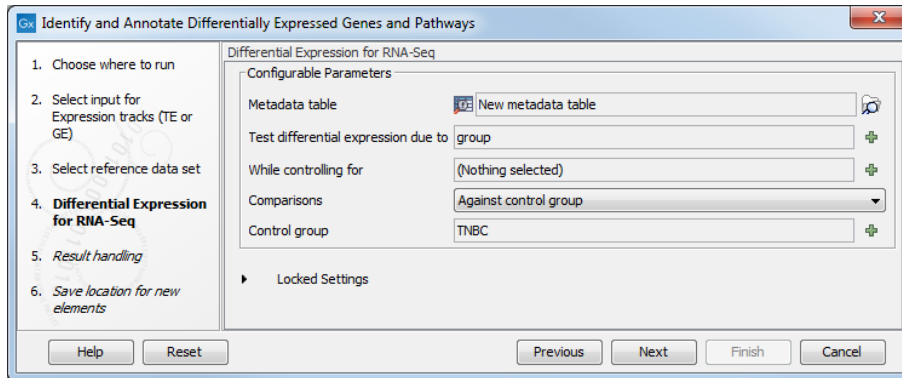 Gx Identify and Annotate Differentially Expressed Genes and Pathways
X
1. Choose where to run
2. Select input for
Expression tracks (TE or
GE)
3. Select reference data set
4. Differential Expression
for RNA-Seq
5. Result handling
6. Save location for new
elements
Differential Expression for RNA-Seq
Configurable Parameters
Metadata table New metadata table
Test differential expression due to group
While controlling for (Nothing selected)
Comparisons Against control group
Control group TNBC
Locked Settings
Help Reset Previous Next Finish Cancel